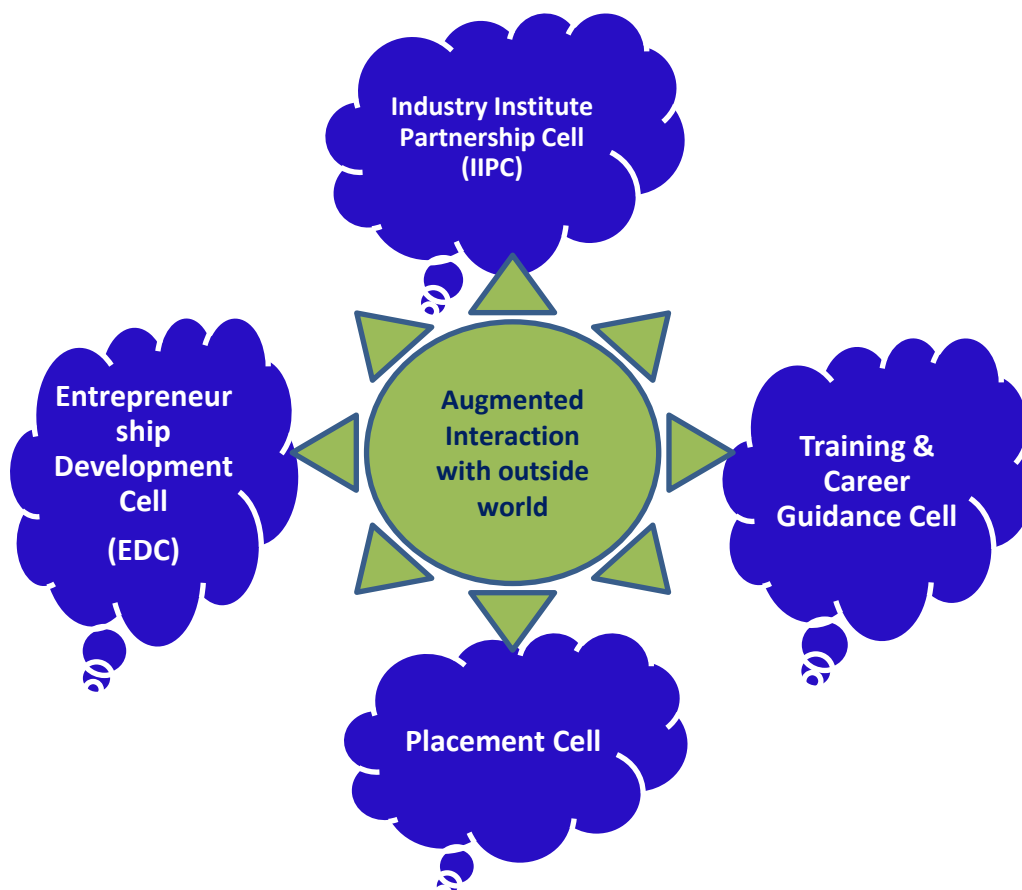 Industry Institute
Partnership Cell
(IIPC)
Entrepreneur
ship
Development
Cell
(EDC)
Augmented
Interaction
with outside
world
Training &
Career
Guidance Cell
Placement Cell